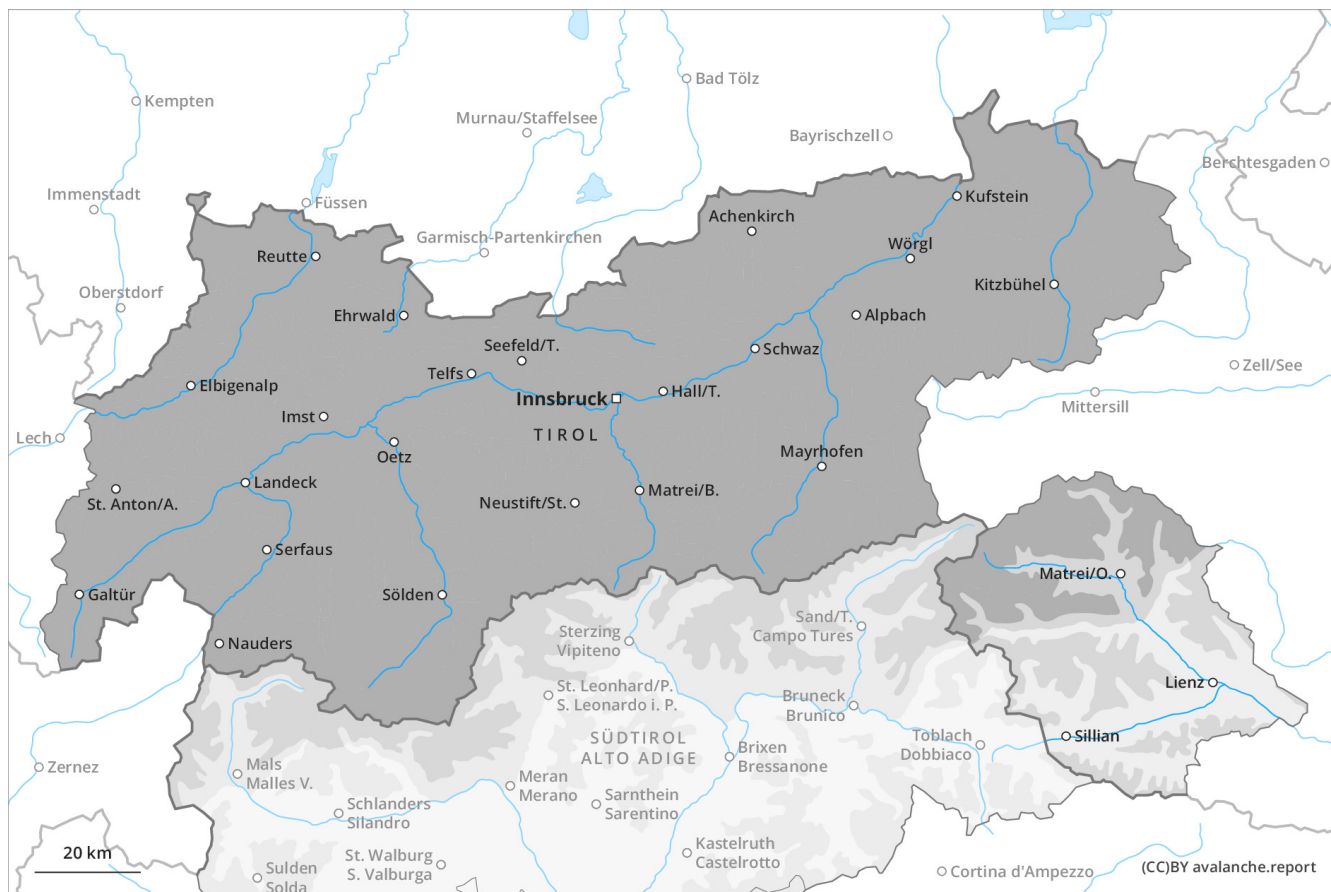 Kempten
Bad Tölz
Murnau/Staffelsee
Bayrischzell
Berchtesgaden
Immenstadt
Füssen
Kufstein
Achenkirch
Garmisch-Partenkirchen
Wörgl
Reutte
Kitzbühel
Oberstdorf
Ehrwald
Alpbach
Seefeld/T.
Schwaz
Zell/See
Telfs
Elbigenalp
Hall/T.
Innsbruck
Mittersill
Imst
Lech
TIROL
Oetz
Mayrhofen
Landeck
Matrei/B.
St. Anton/A.
Neustift/St.
Serfaus
Matrei/O.
Galtür
Sölden
Sand/T.
Campo Tures
Sterzing
Vipiteno
Nauders
Lienz
St. Leonhard/P.
S. Leonardo i. P.
Bruneck
Brunico
Sillian
SÜDTIROL
ALTO ADIGE
Toblach
Dobbiaco
Brixen
Bressanone
Zernez
Mals
Malles V.
Meran
Merano
Sarnthein
Sarentino
Schlanders
Silandro
Kastelruth
Castelrotto
20 km
St. Walburg
S. Valburga
Sulden
Solda
Cortina d'Ampezzo
(CC)BY avalanche.report